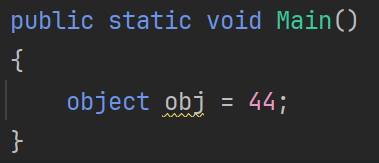 public static void Main()
{
    object obj = 44;
}